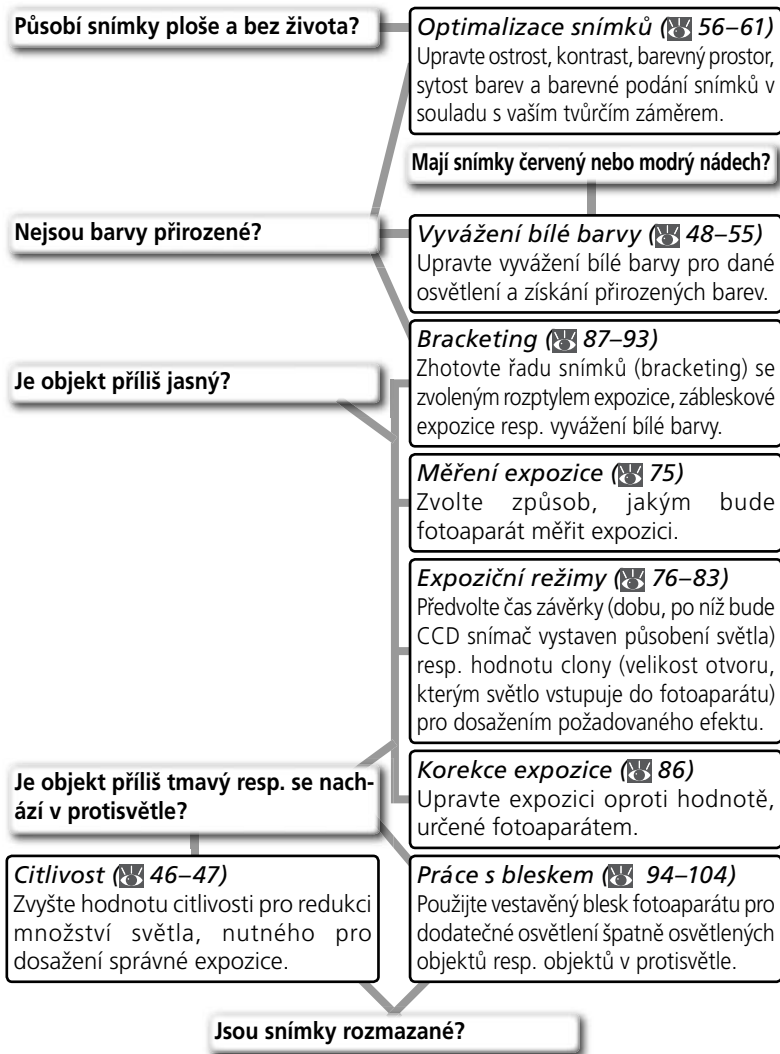 Působí snímky ploše a bez života?
Optimalizace snímků ( 56–61)
Upravte ostrost, kontrast, barevný prostor,
sytost barev a barevné podání snímků v
souladu s vaším tvůrčím záměrem.
Mají snímky červený nebo modrý nádech?
Nejsou barvy přirozené?
Vyvážení bílé barvy ( 48–55)
Upravte vyvážení bílé barvy pro dané
osvětlení a získání přirozených barev.
Bracketing ( 87–93)
Zhotovte řadu snímků (bracketing) se
zvoleným rozptylem expozice, zábleskové
expozice resp. vyvážení bílé barvy.
Je objekt příliš jasný?
Měření expozice ( 75)
Zvolte způsob, jakým bude
fotoaparát měřit expozici.
Expoziční režimy ( 76–83)
Předvolte čas závěrky (dobu, po níž bude
CCD snímač vystaven působení světla)
resp. hodnotu clony (velikost otvoru,
kterým světlo vstupuje do fotoaparátu)
pro dosažením požadovaného efektu.
Je objekt příliš tmavý resp. se nach-
ází v protisvětle?
Korekce expozice ( 86)
Upravte expozici oproti hodnotě,
určené fotoaparátem.
Citlivost ( 46–47)
Zvyšte hodnotu citlivosti pro redukci
množství světla, nutného pro
dosažení správné expozice.
Práce s bleskem ( 94–104)
Použijte vestavěný blesk fotoaparátu pro
dodatečné osvětlení špatně osvětlených
objektů resp. objektů v protisvětle.
Jsou snímky rozmazané?